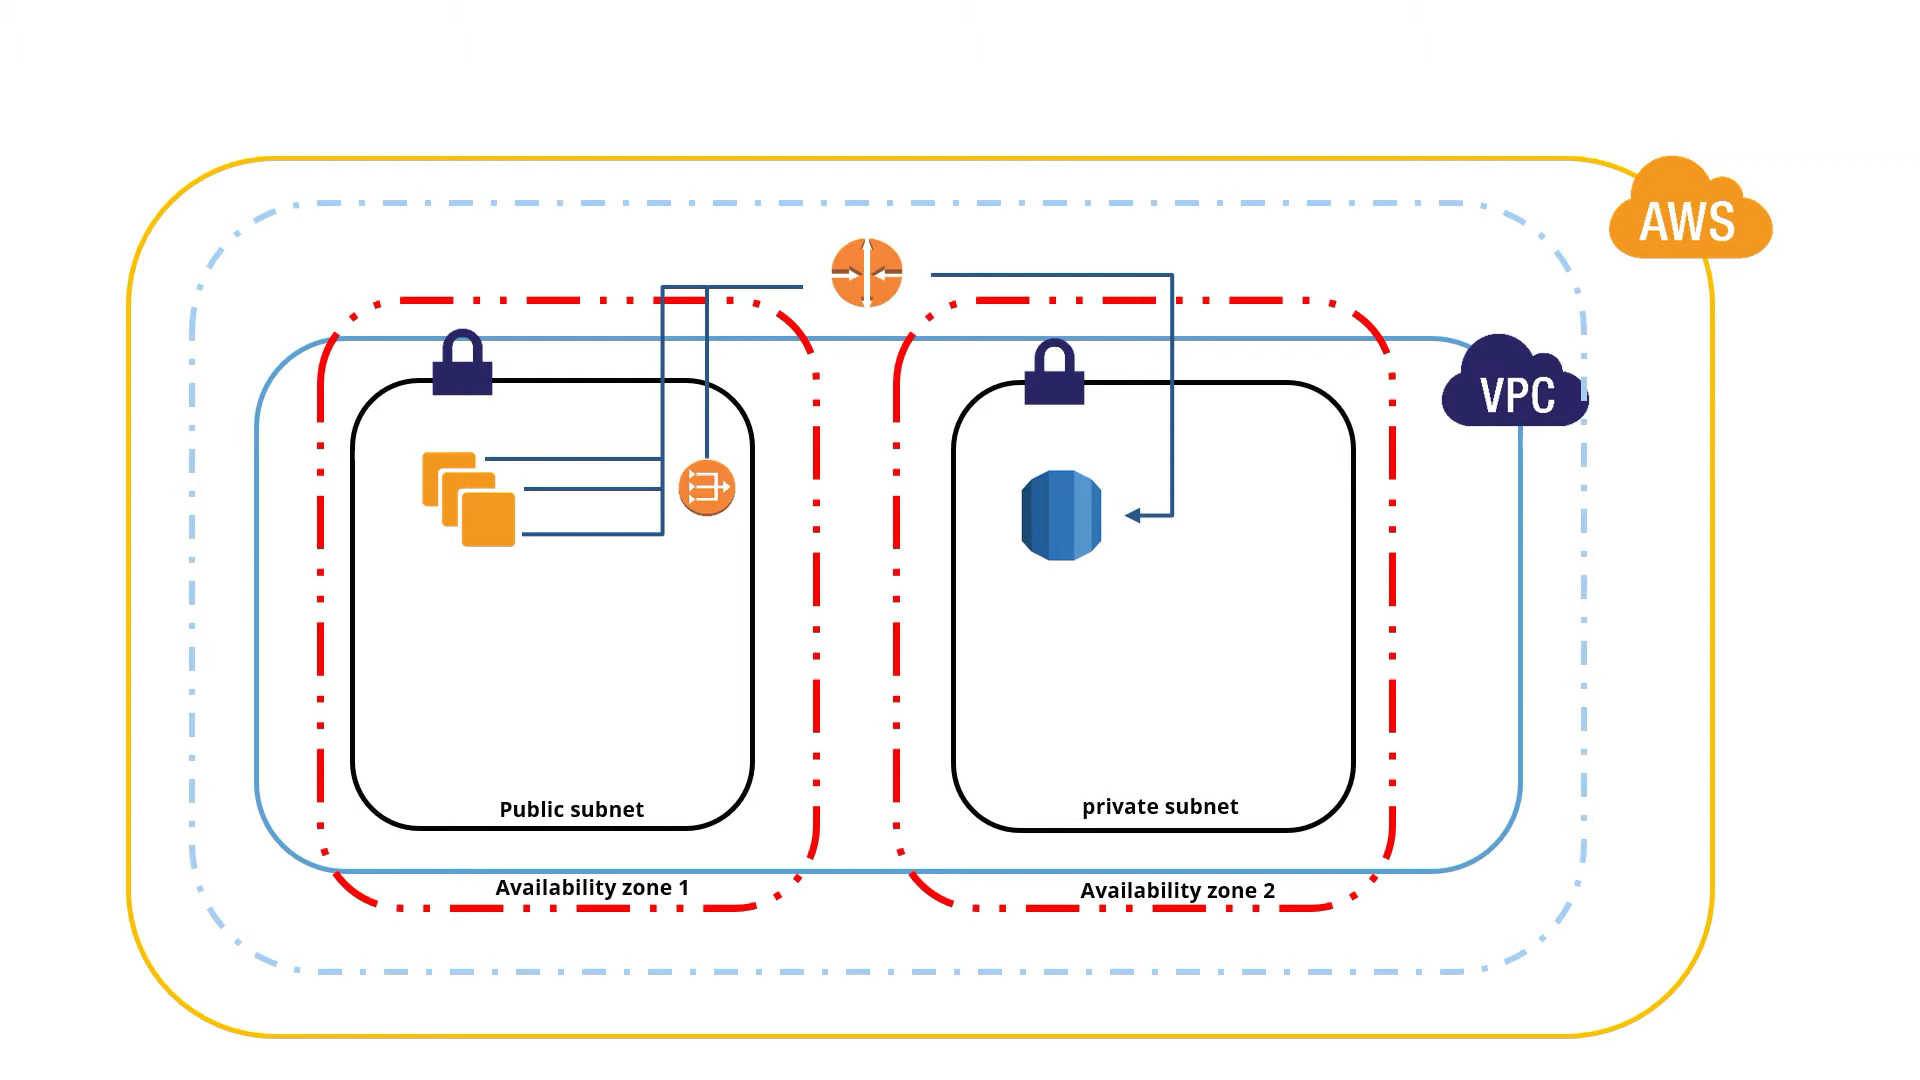 AWS
VPC
Public subnet
private subnet
Availability zone 1
Availability zone 2